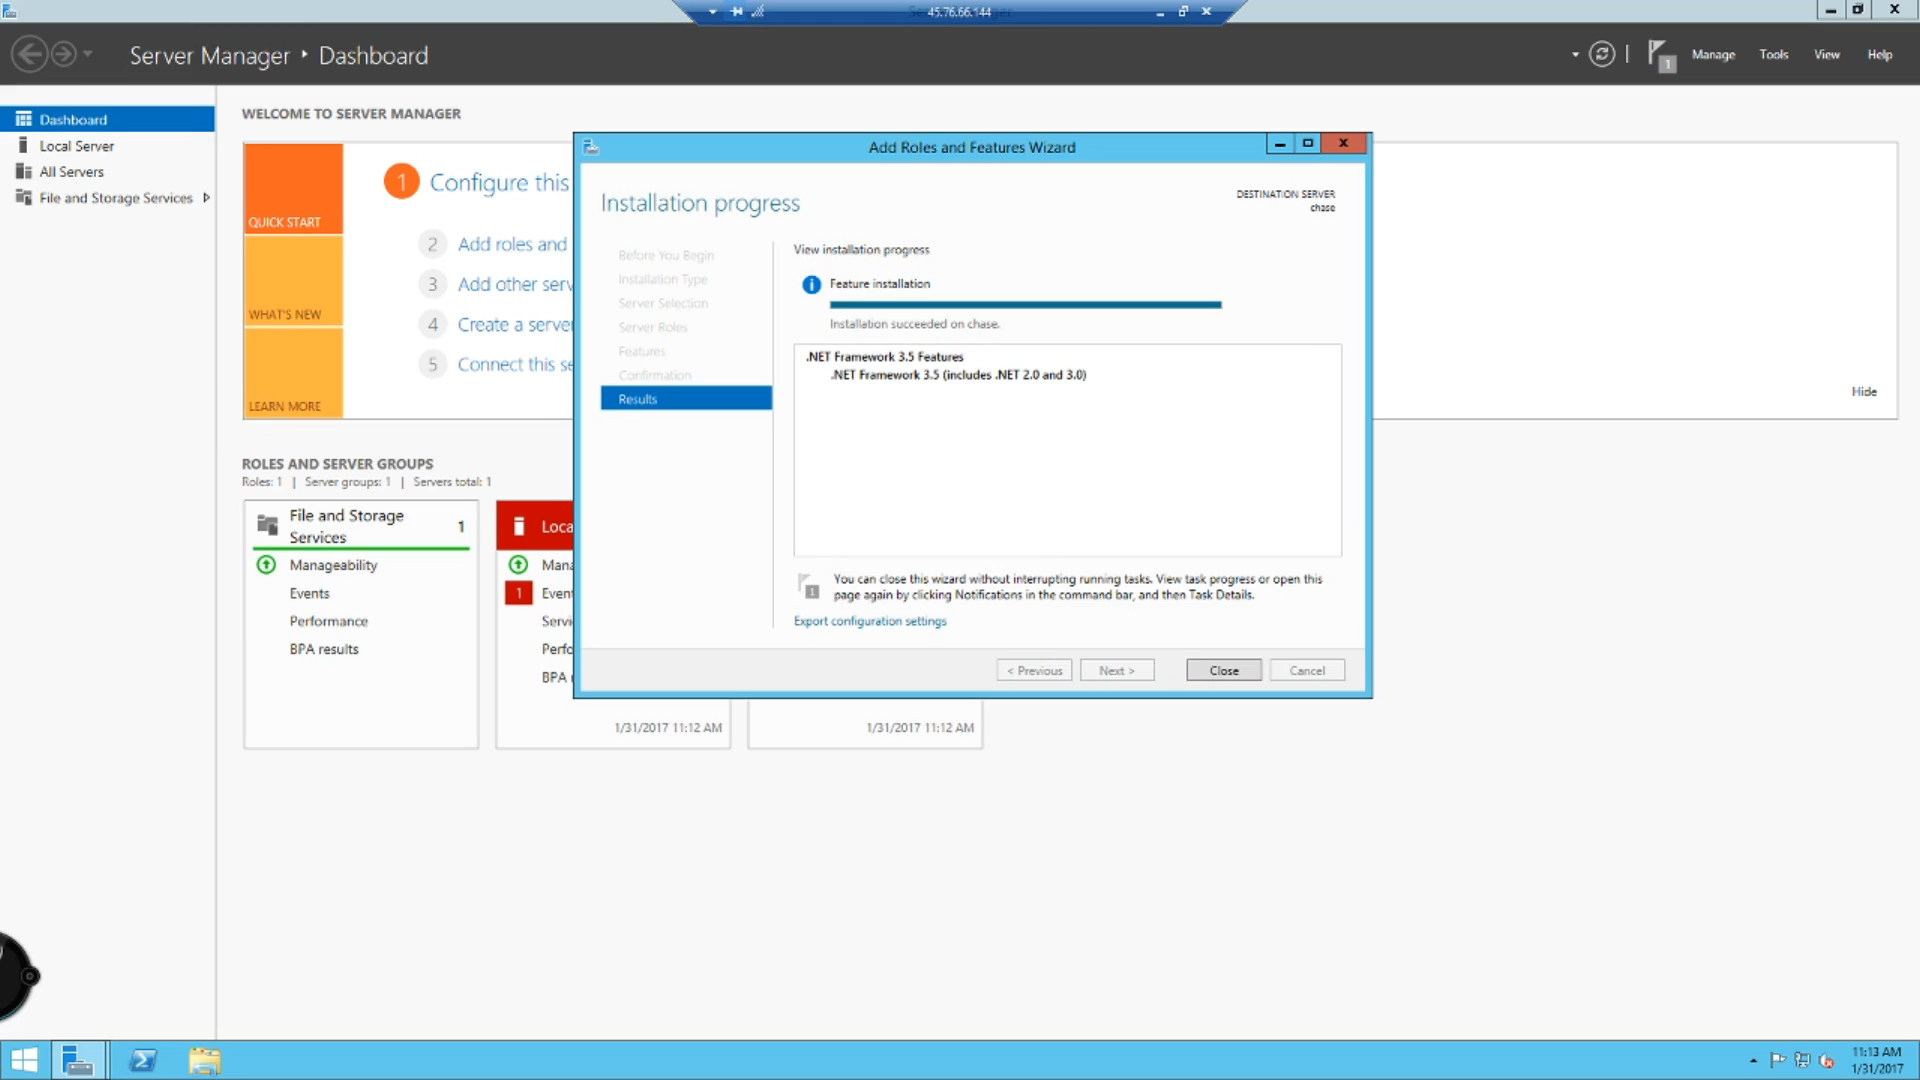 45.76.66.144
Server Manager
Dashboard
1
Manage
Tools
View
Help
Dashboard
Local Server
All Servers
File and Storage Services
WELCOME TO SERVER MANAGER
QUICK START
WHAT'S NEW
LEARN MORE
1
Configure this
2
Add roles and
3
Add other serv
4
Create a server
5
Connect this se
Hide
ROLES AND SERVER GROUPS
Roles: 1 | Server groups: 1 | Servers total: 1
File and Storage
Services
1
Manageability
Events
Performance
BPA results
Loca
Mana
1
Event
Servi
Perfo
BPA r
1/31/2017 11:12 AM
1/31/2017 11:12 AM
Add Roles and Features Wizard
X
Installation progress
DESTINATION SERVER
chase
Before You Begin
Installation Type
Server Selection
Server Roles
Features
Confirmation
Results
View installation progress
Feature installation
Installation succeeded on chase.
.NET Framework 3.5 Features
.NET Framework 3.5 (includes .NET 2.0 and 3.0)
1
You can close this wizard without interrupting running tasks. View task progress or open this
page again by clicking Notifications in the command bar, and then Task Details.
Export configuration settings
< Previous
Next >
Close
Cancel
11:13 AM
1/31/2017